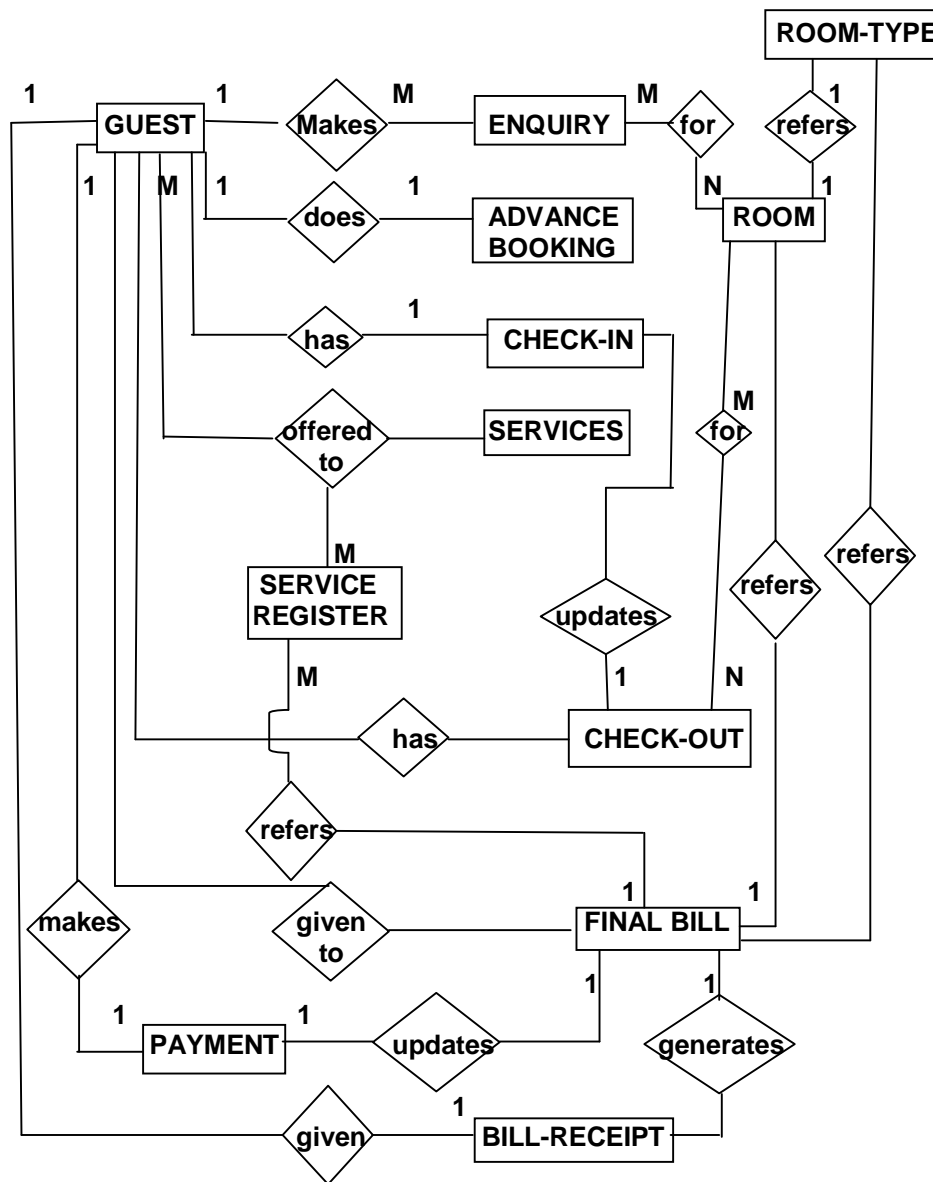 ROOM-TYPE
1 1 M M 1
GUEST Makes ENQUIRY for refers
1 M 1 1 N 1
does ADVANCE
BOOKING
ROOM
1
has CHECK-IN
M
offered
to
SERVICES for
M
refers
SERVICE
REGISTER
refers
updates
M 1 N
has CHECK-OUT
refers
1 1
makes given
to
FINAL BILL
1 1
1 1
PAYMENT updates generates
1
given BILL-RECEIPT